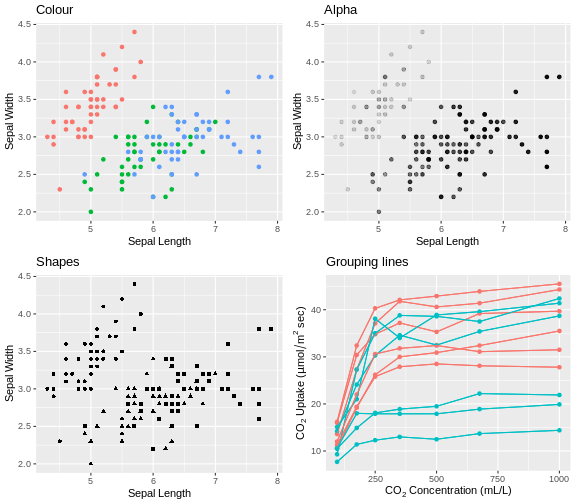 Colour
Alpha
4.5
4.0
3.5
3.0
2.5
2.0
Sepal Width
5 6 7 8
Sepal Length
4.5
4.0
3.5
3.0
2.5
2.0
Sepal Width
5 6 7 8
Sepal Length
Shapes
Grouping lines
4.5
4.0
3.5
3.0
2.5
2.0
Sepal Width
5 6 7 8
Sepal Length
40
30
20
10
CO₂ Uptake (μmol/m² sec)
250 500 750 1000
CO₂ Concentration (mL/L)